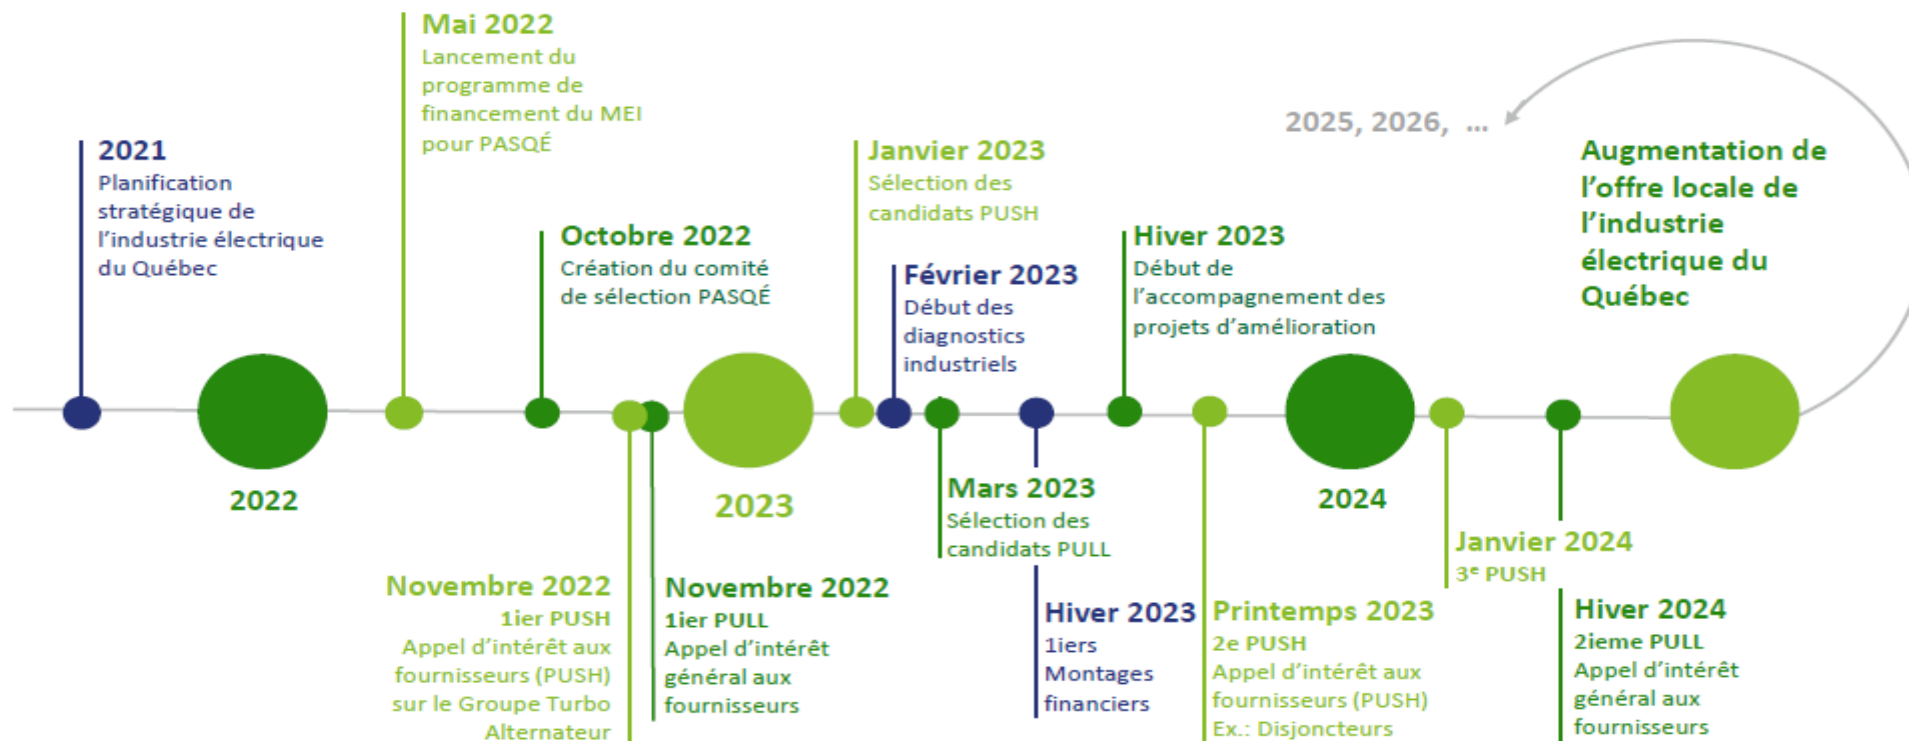 Mai 2022
Lancement du
programme de
financement du MEI
pour PASQÉ
2021
Planification
stratégique de
l'industrie électrique
du Québec
Octobre 2022
Création du comité
de sélection PASQÉ
Janvier 2023
Sélection des
candidats PUSH
Février 2023
Début des
diagnostics
industriels
Hiver 2023
Début de
l'accompagnement des
projets d'amélioration
2025, 2026, ...
Augmentation de
l'offre locale de
l'industrie
électrique du
Québec
2022
2023
2024
Novembre 2022
1ier PUSH
Appel d'intérêt aux
fournisseurs (PUSH)
sur le Groupe Turbo
Alternateur
Novembre 2022
1ier PULL
Appel d'intérêt
général aux
fournisseurs
Mars 2023
Sélection des
candidats PULL
Hiver 2023
1iers
Montages
financiers
Printemps 2023
2e PUSH
Appel d'intérêt aux
fournisseurs (PUSH)
Ex.: Disjoncteurs
Janvier 2024
3e PUSH
Hiver 2024
2ieme PULL
Appel d'intérêt
général aux
fournisseurs